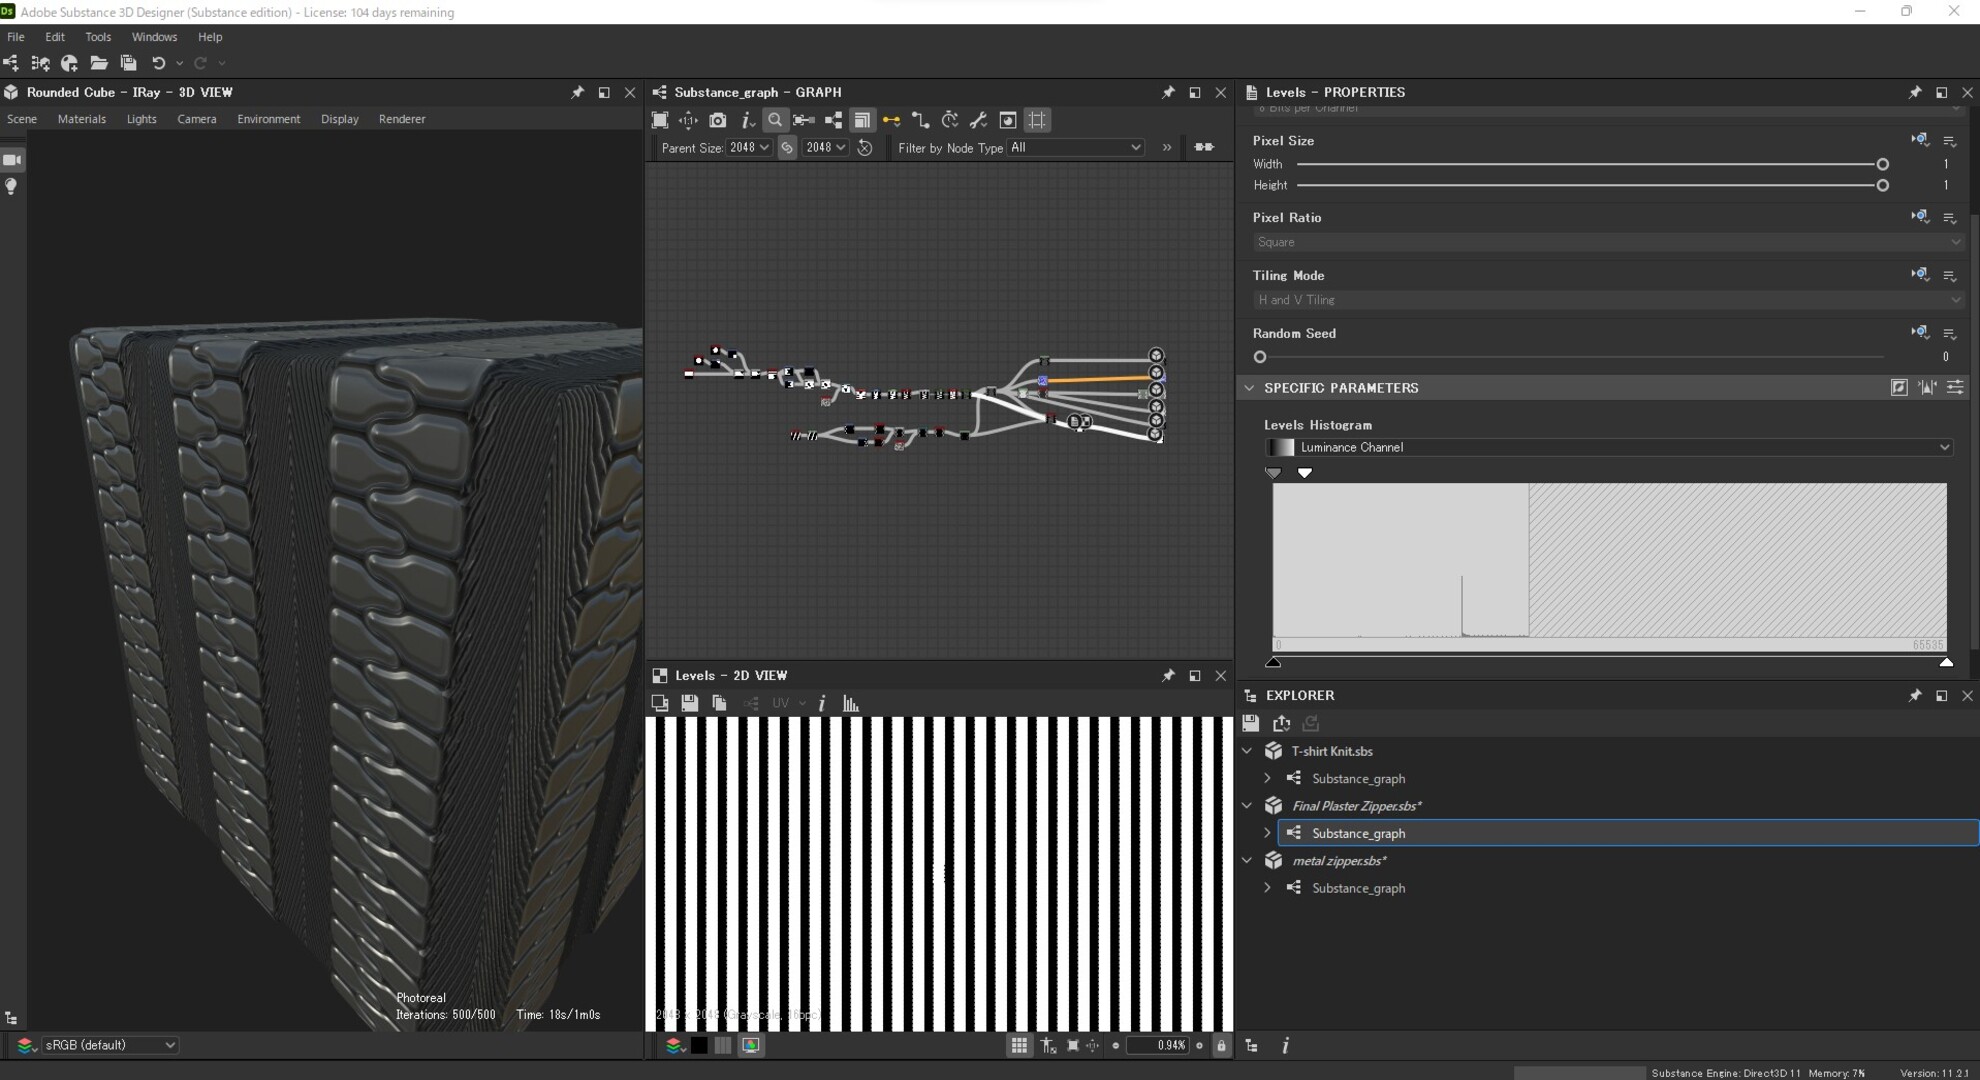 Ds Adobe Substance 3D Designer (Substance edition) - License: 104 days remaining
File Edit Tools Windows Help
Rounded Cube - IRay - 3D VIEW
Scene Materials Lights Camera Environment Display Renderer
Photoreal
Iterations: 500/500 Time: 18s/1m0s
sRGB (default)
Substance_graph - GRAPH
Parent Size: 2048 2048 Filter by Node Type All
Levels - 2D VIEW
UV
2048 x 2048 (Grayscale, 16bpc)
0.94%
Levels - PROPERTIES
8 Bits per Channel
Pixel Size
Width 1
Height 1
Pixel Ratio
Square
Tiling Mode
H and V Tiling
Random Seed
0
SPECIFIC PARAMETERS
Levels Histogram
Luminance Channel
0 65535
EXPLORER
T-shirt Knit.sbs
Substance_graph
Final Plaster Zipper.sbs*
Substance_graph
metal zipper.sbs*
Substance_graph
Substance Engine: Direct3D 11 Memory: 7% Version: 11.2.1